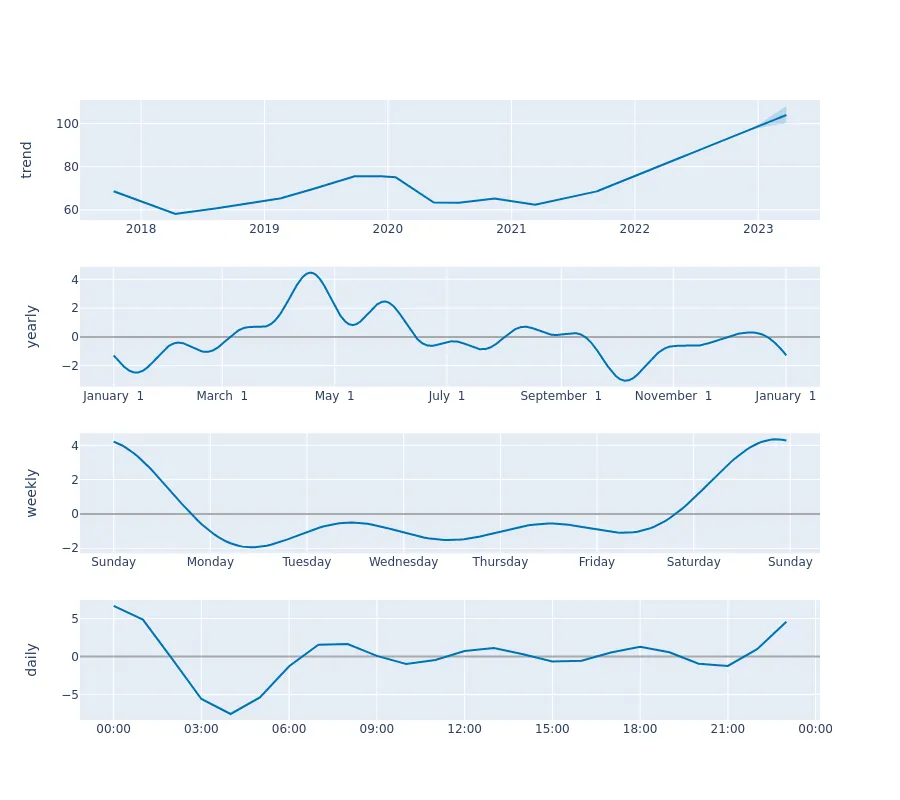 trend
100
80
60
2018 2019 2020 2021 2022 2023
yearly
4
2
0
−2
January 1 March 1 May 1 July 1 September 1 November 1 January 1
weekly
4
2
0
−2
Sunday Monday Tuesday Wednesday Thursday Friday Saturday Sunday
daily
5
0
−5
00:00 03:00 06:00 09:00 12:00 15:00 18:00 21:00 00:00